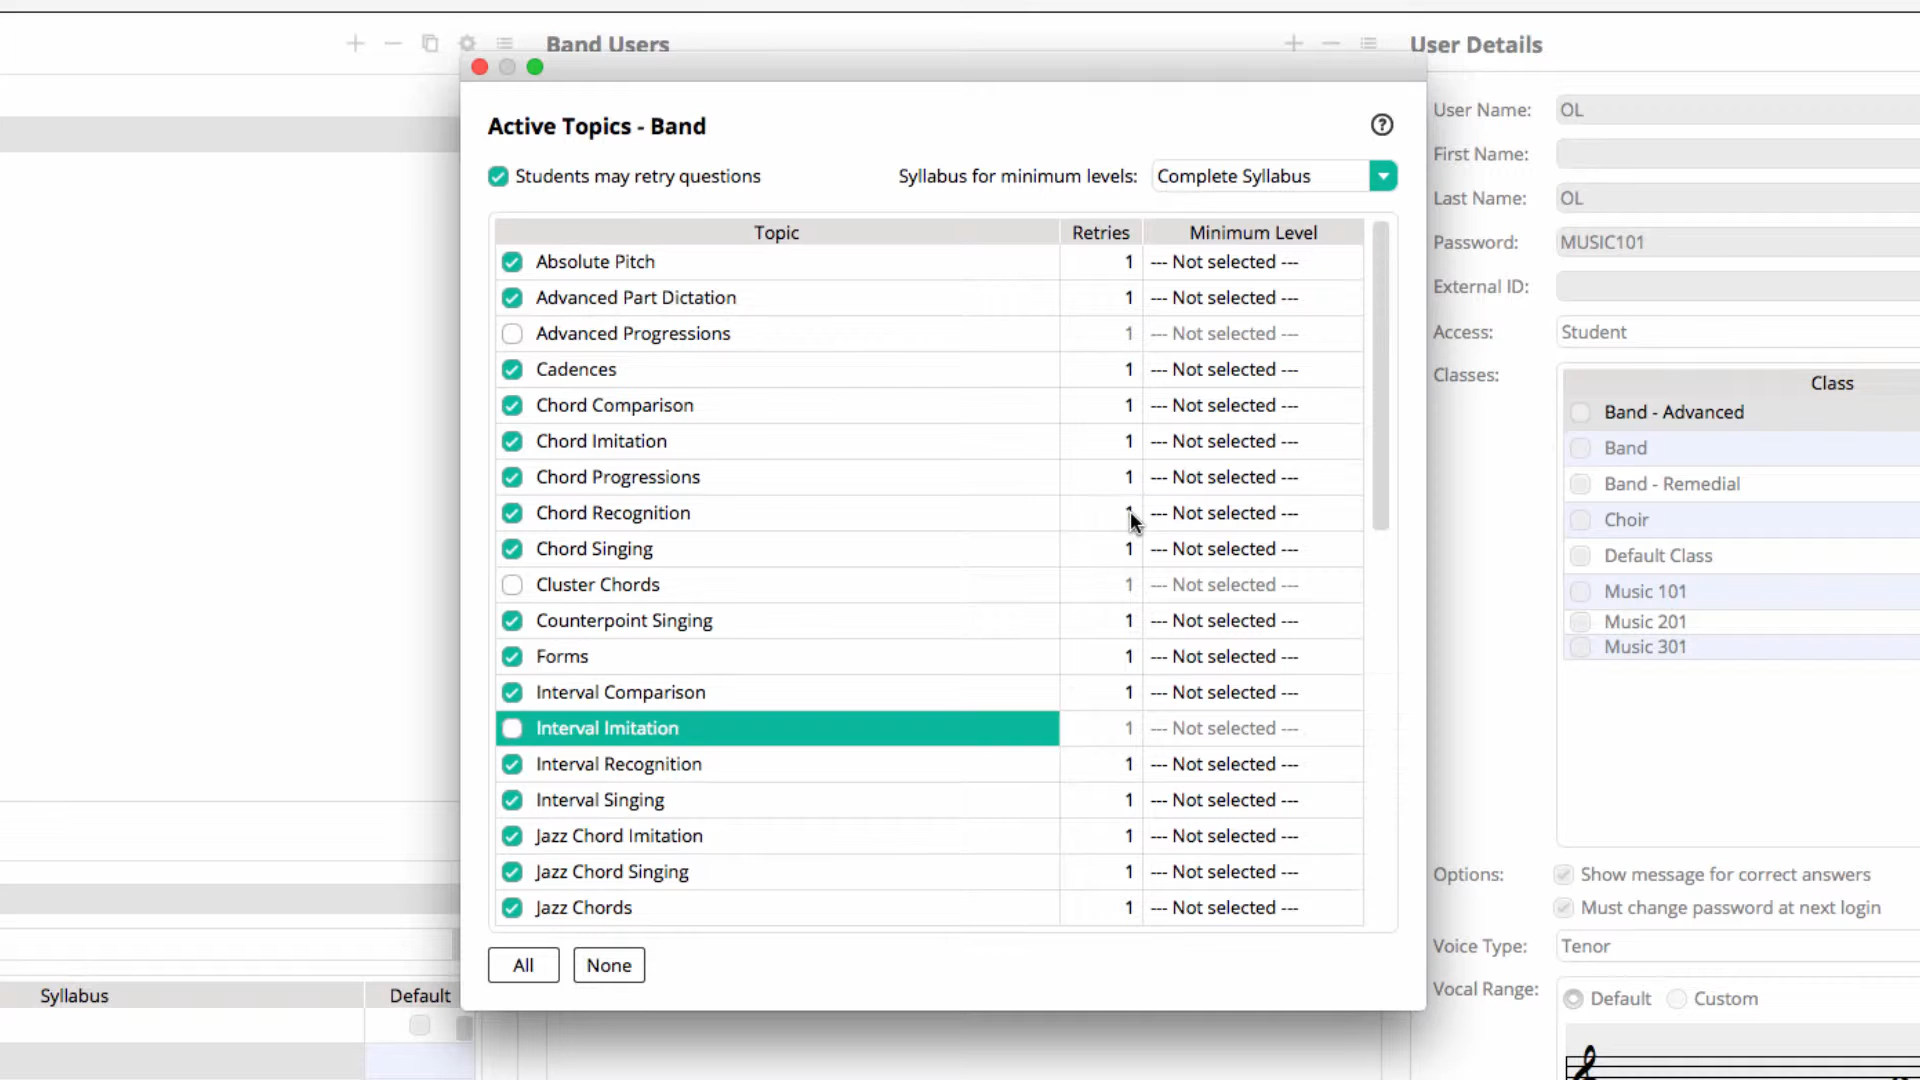 Band Users
User Details
Active Topics - Band
Students may retry questions
Syllabus for minimum levels: Complete Syllabus
Topic Retries Minimum Level
Absolute Pitch 1 --- Not selected ---
Advanced Part Dictation 1 --- Not selected ---
Advanced Progressions 1 --- Not selected ---
Cadences 1 --- Not selected ---
Chord Comparison 1 --- Not selected ---
Chord Imitation 1 --- Not selected ---
Chord Progressions 1 --- Not selected ---
Chord Recognition 1 --- Not selected ---
Chord Singing 1 --- Not selected ---
Cluster Chords 1 --- Not selected ---
Counterpoint Singing 1 --- Not selected ---
Forms 1 --- Not selected ---
Interval Comparison 1 --- Not selected ---
Interval Imitation 1 --- Not selected ---
Interval Recognition 1 --- Not selected ---
Interval Singing 1 --- Not selected ---
Jazz Chord Imitation 1 --- Not selected ---
Jazz Chord Singing 1 --- Not selected ---
Jazz Chords 1 --- Not selected ---
All None
Syllabus Default
User Name: OL
First Name:
Last Name: OL
Password: MUSIC101
External ID:
Access: Student
Classes:
Class
Band - Advanced
Band
Band - Remedial
Choir
Default Class
Music 101
Music 201
Music 301
Options: Show message for correct answers
Must change password at next login
Voice Type: Tenor
Vocal Range: Default Custom